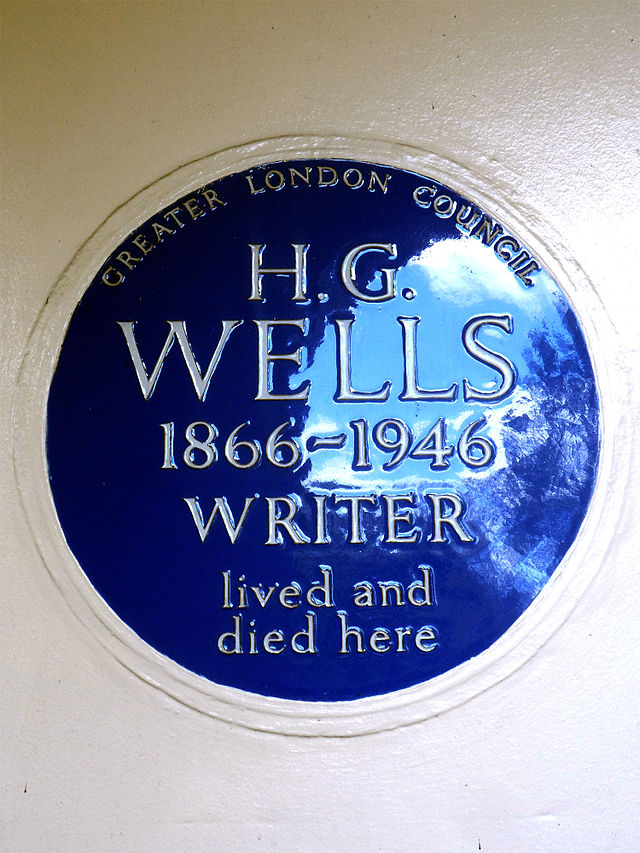 GREATER LONDON COUNCIL
H.G.
WELLS
1866~1946
WRITER
lived and
died here